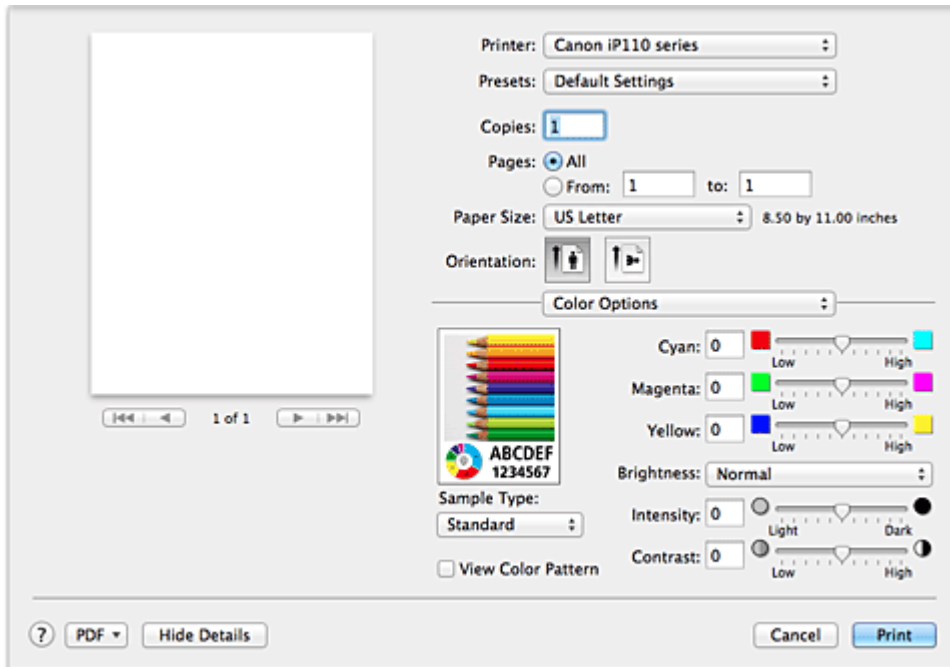 Printer: Canon iP110 series
Presets: Default Settings
Copies: 1
Pages: All
From: 1 to: 1
Paper Size: US Letter 8.50 by 11.00 inches
Orientation:
Color Options
1 of 1
ABCDEF
1234567
Sample Type:
Standard
View Color Pattern
Cyan: 0
Low High
Magenta: 0
Low High
Yellow: 0
Low High
Brightness: Normal
Intensity: 0
Light Dark
Contrast: 0
Low High
? PDF Hide Details Cancel Print